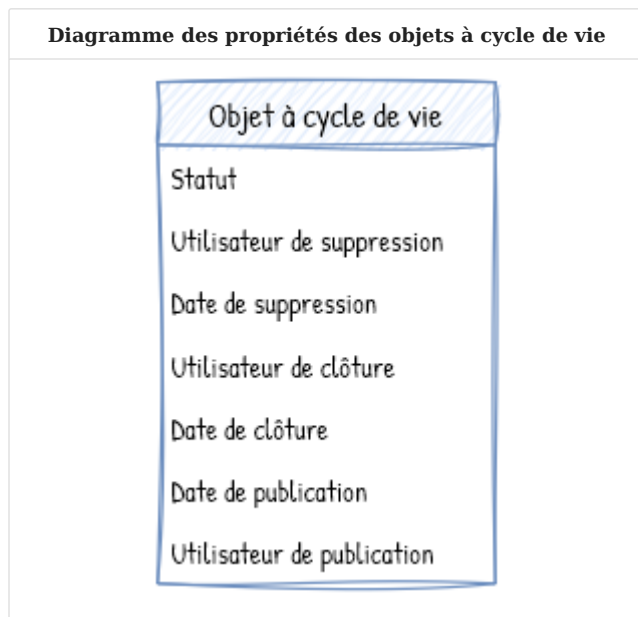 Diagramme des propriétés des objets à cycle de vie
Objet à cycle de vie
Statut
Utilisateur de suppression
Date de suppression
Utilisateur de clôture
Date de clôture
Date de publication
Utilisateur de publication